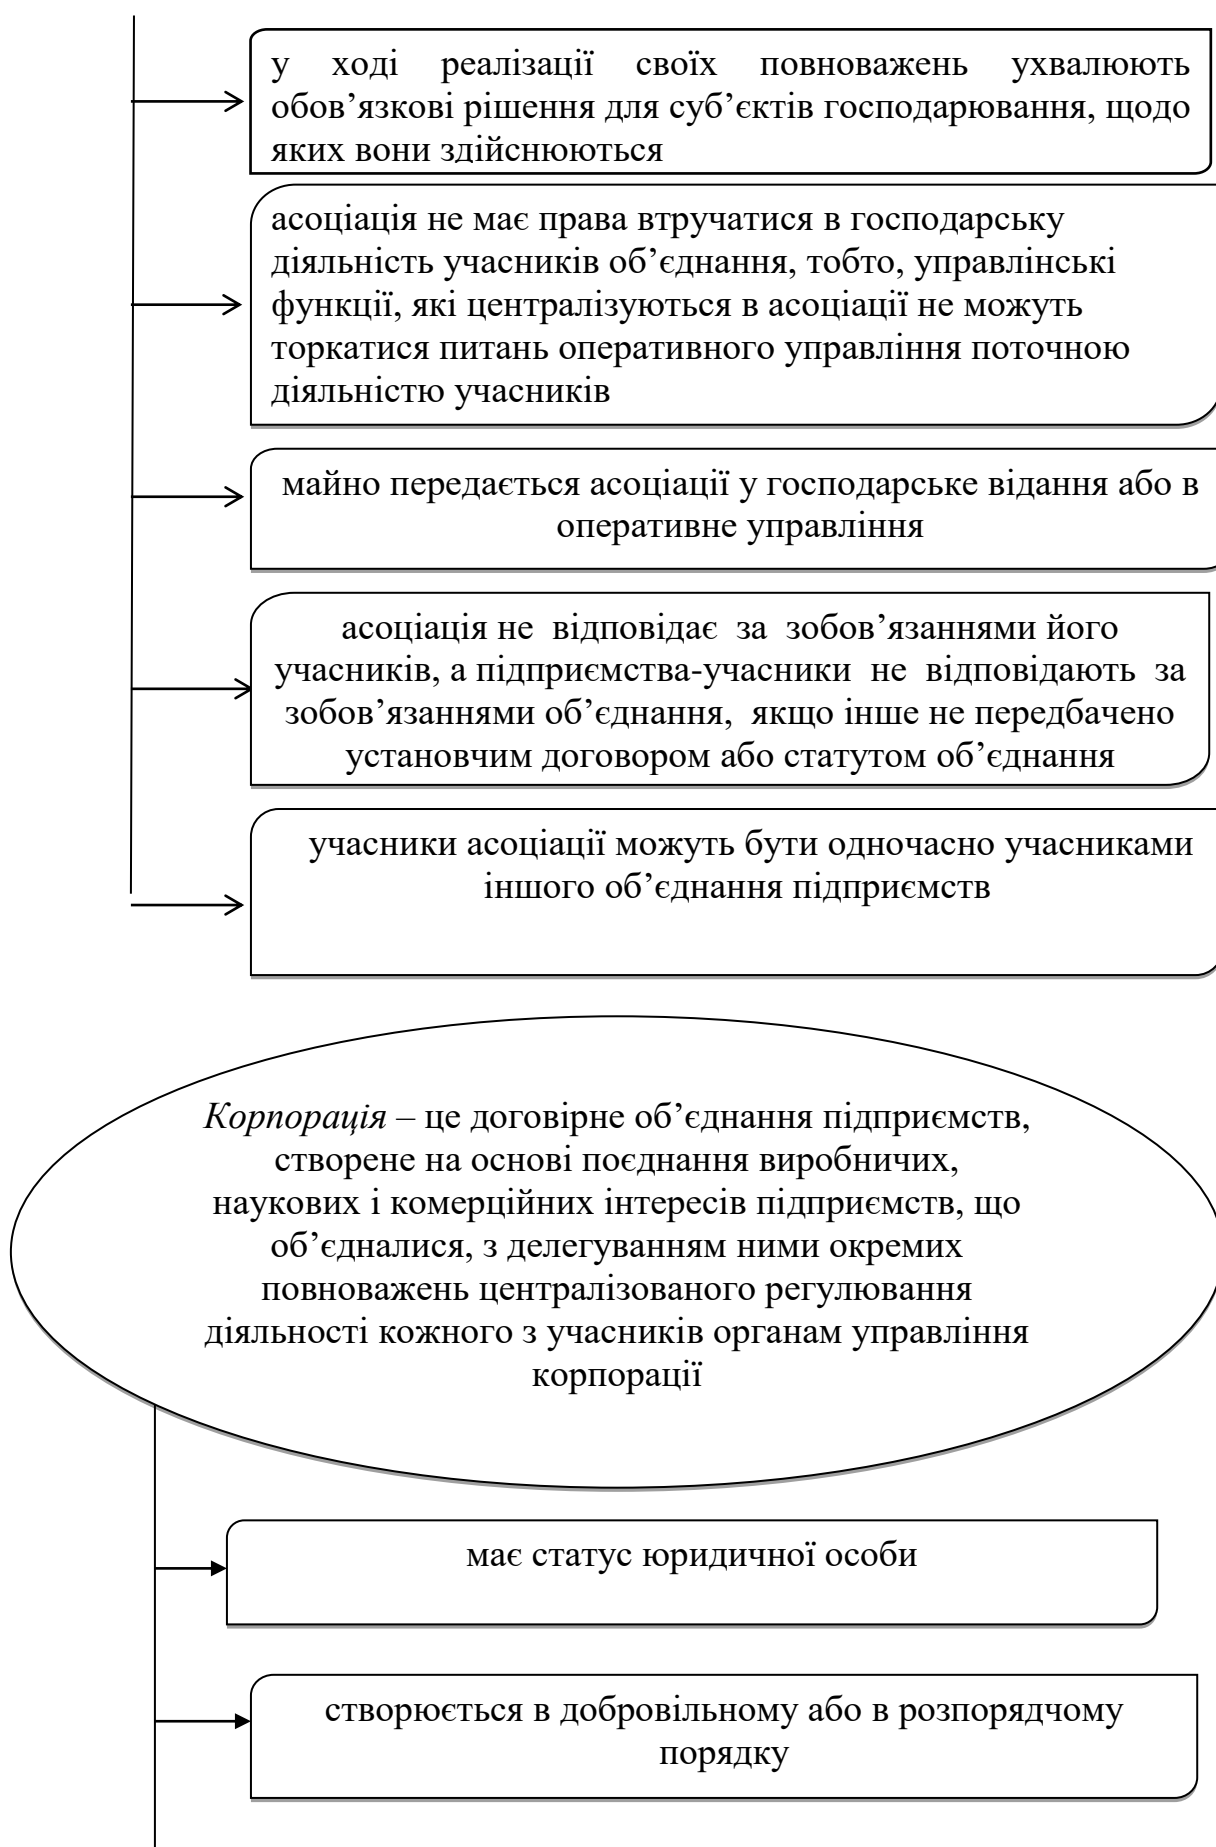 у ході реалізації своїх повноважень ухвалюють
обов’язкові рішення для суб’єктів господарювання, щодо
яких вони здійснюються
асоціація не має права втручатися в господарську
діяльність учасників об’єднання, тобто, управлінські
функції, які централізуються в асоціації не можуть
торкатися питань оперативного управління поточною
діяльністю учасників
майно передається асоціації у господарське відання або в
оперативне управління
асоціація не відповідає за зобов’язаннями його
учасників, а підприємства-учасники не відповідають за
зобов’язаннями об’єднання, якщо інше не передбачено
установчим договором або статутом об’єднання
учасники асоціації можуть бути одночасно учасниками
іншого об’єднання підприємств
Корпорація – це договірне об’єднання підприємств,
створене на основі поєднання виробничих,
наукових і комерційних інтересів підприємств, що
об’єдналися, з делегуванням ними окремих
повноважень централізованого регулювання
діяльності кожного з учасників органам управління
корпорації
має статус юридичної особи
створюється в добровільному або в розпорядчому
порядку